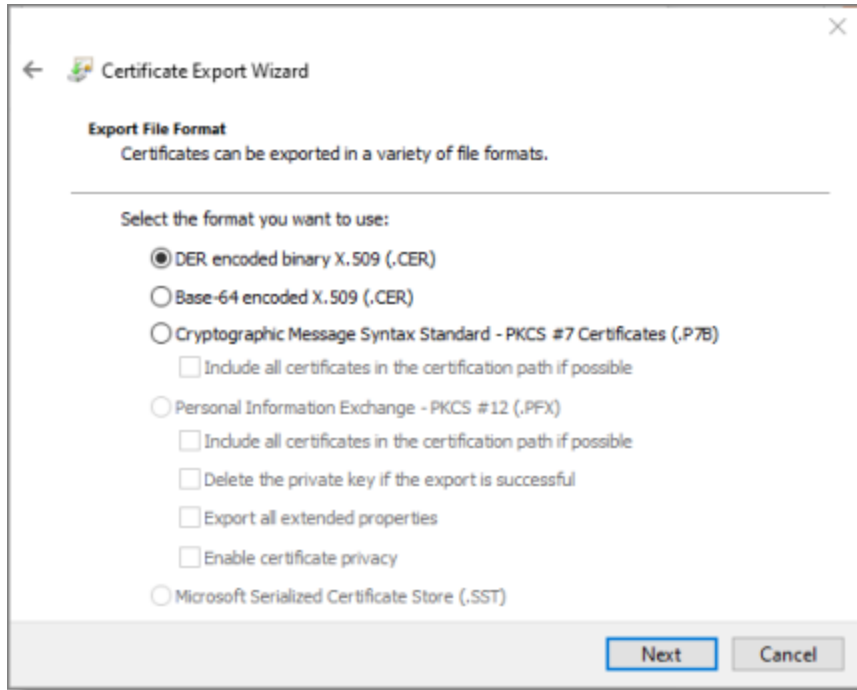 Certificate Export Wizard
Export File Format
Certificates can be exported in a variety of file formats.
Select the format you want to use:
DER encoded binary X.509 (.CER)
Base-64 encoded X.509 (.CER)
Cryptographic Message Syntax Standard - PKCS #7 Certificates (.P7B)
Include all certificates in the certification path if possible
Personal Information Exchange - PKCS #12 (.PFX)
Include all certificates in the certification path if possible
Delete the private key if the export is successful
Export all extended properties
Enable certificate privacy
Microsoft Serialized Certificate Store (.SST)
Next Cancel